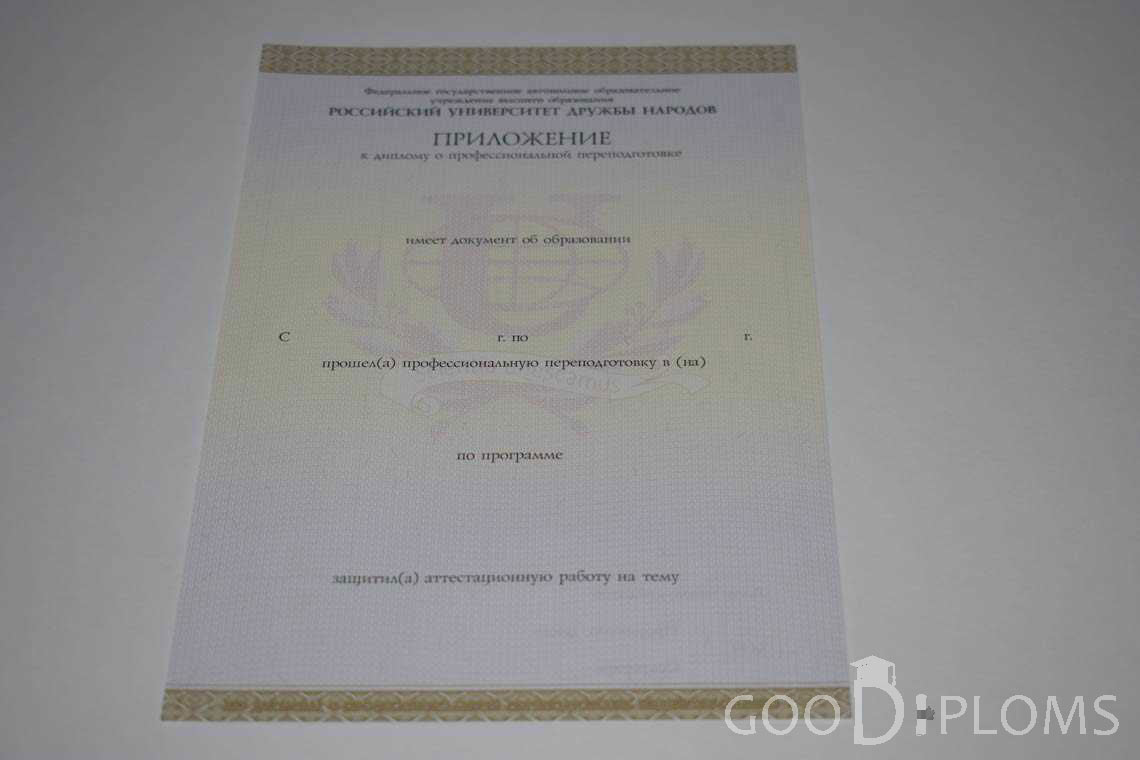 Федеральное государственное автономное образовательное
учреждение высшего образования
РОССИЙСКИЙ УНИВЕРСИТЕТ ДРУЖБЫ НАРОДОВ
ПРИЛОЖЕНИЕ
к диплому о профессиональной переподготовке
имеет документ об образовании
С г. по г.
прошел(а) профессиональную переподготовку в (на)
по программе
защитил(а) аттестационную работу на тему
GOODiPLOMS